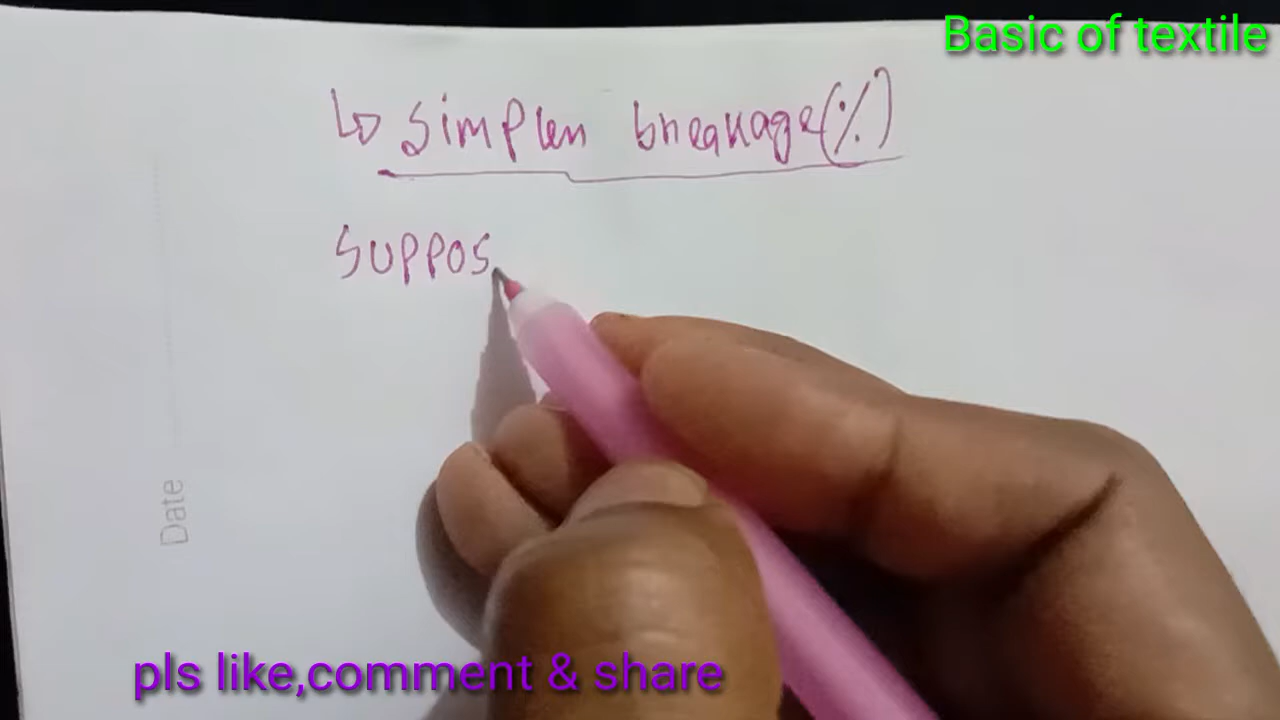 Basic of textile
↳ Simplex breakage(%)
SUPPOS
Date
pls like,comment & share